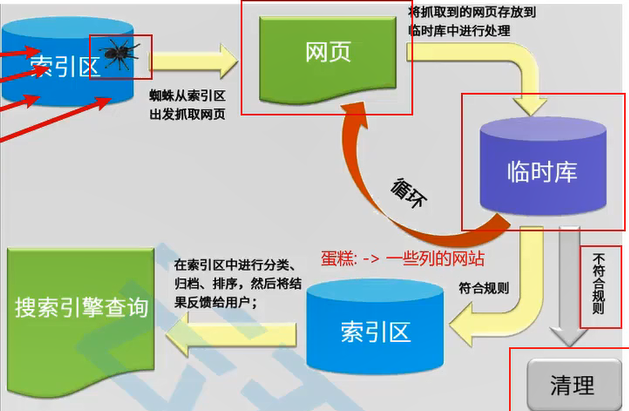 索引区
蜘蛛从索引区
出发抓取网页
网页
将抓取到的网页存放到
临时库中进行处理
临时库
循环
蛋糕: -> 一些列的网站
符合规则
不符合规则
清理
索引区
在索引区中进行分类、
归档、排序，然后将结
果反馈给用户；
搜索引擎查询